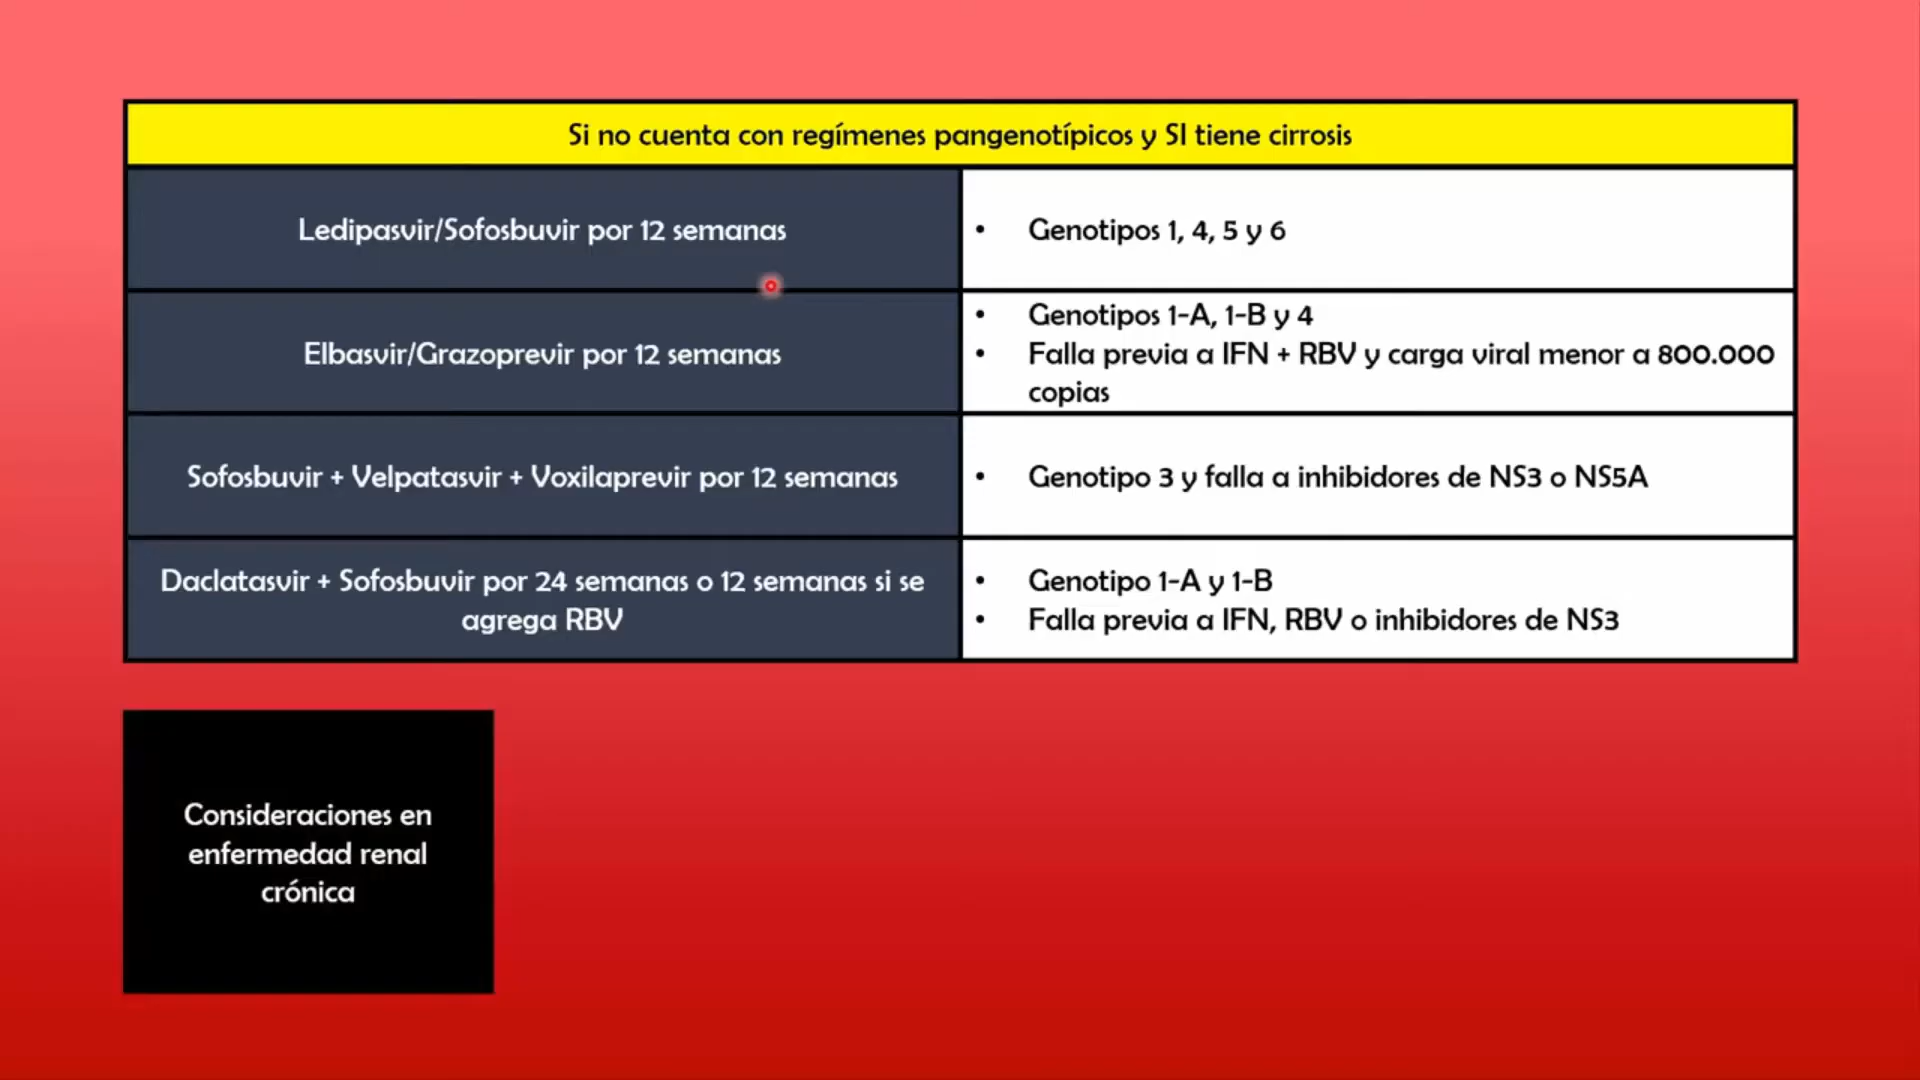 Si no cuenta con regímenes pangenotípicos y SI tiene cirrosis
Ledipasvir/Sofosbuvir por 12 semanas
• Genotipos 1, 4, 5 y 6
Elbasvir/Grazoprevir por 12 semanas
• Genotipos 1-A, 1-B y 4
• Falla previa a IFN + RBV y carga viral menor a 800.000
copias
Sofosbuvir + Velpatasvir + Voxilaprevir por 12 semanas
• Genotipo 3 y falla a inhibidores de NS3 o NS5A
Daclatasvir + Sofosbuvir por 24 semanas o 12 semanas si se
agrega RBV
• Genotipo 1-A y 1-B
• Falla previa a IFN, RBV o inhibidores de NS3
Consideraciones en
enfermedad renal
crónica